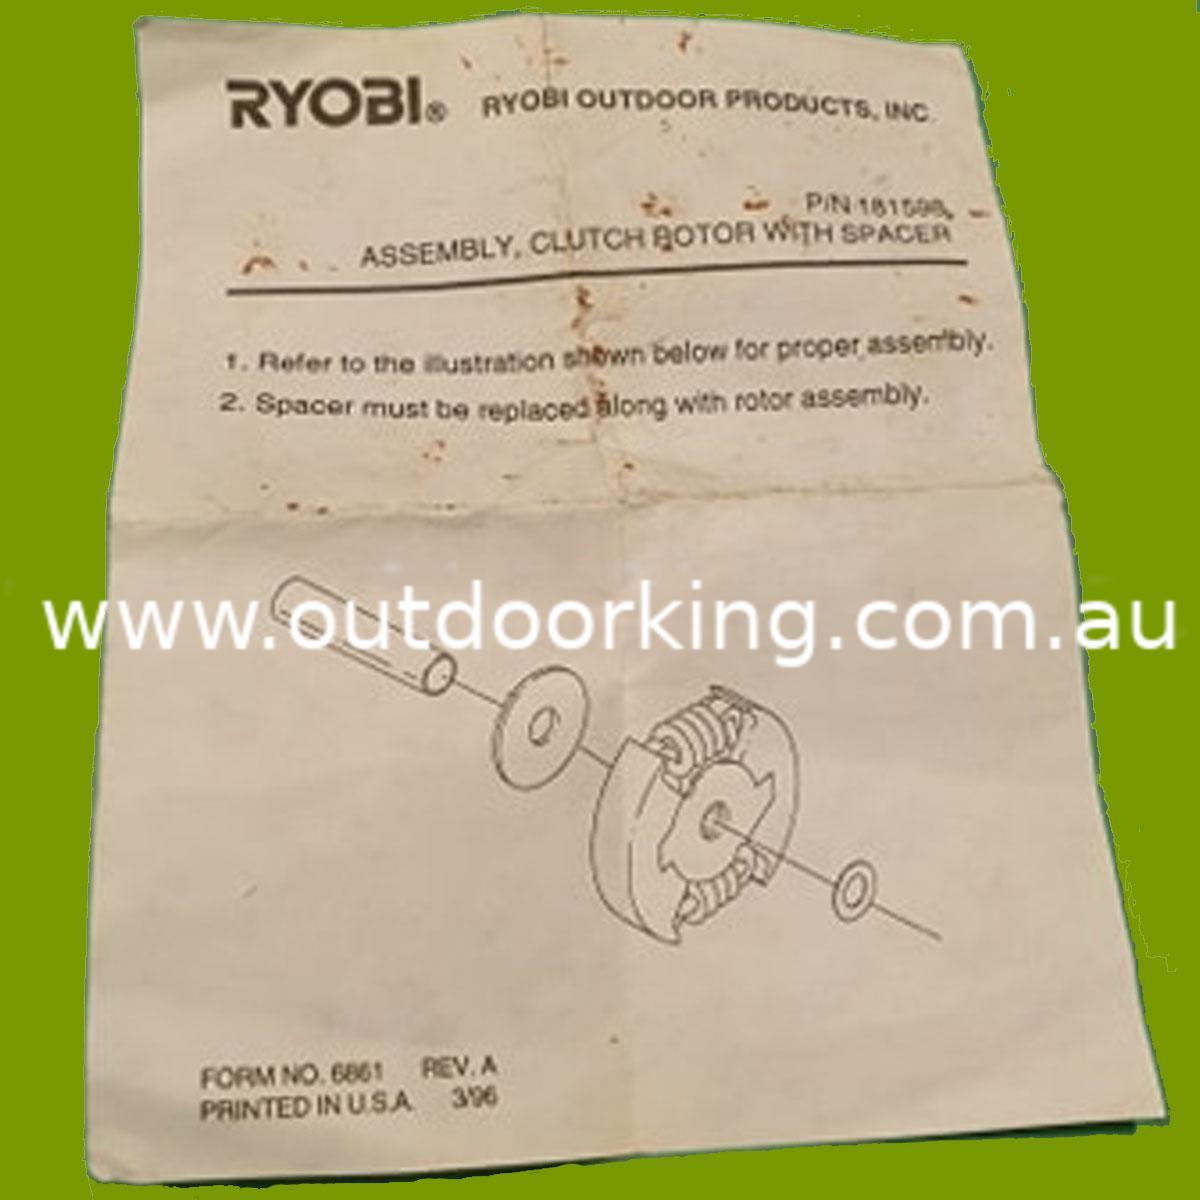 RYOBI® RYOBI OUTDOOR PRODUCTS, INC.
P/N 181598
ASSEMBLY, CLUTCH ROTOR WITH SPACER
1. Refer to the illustration shown below for proper assembly.
2. Spacer must be replaced along with rotor assembly.
www.outdoorking.com.au
FORM NO. 6861 REV. A
PRINTED IN U.S.A. 3/96